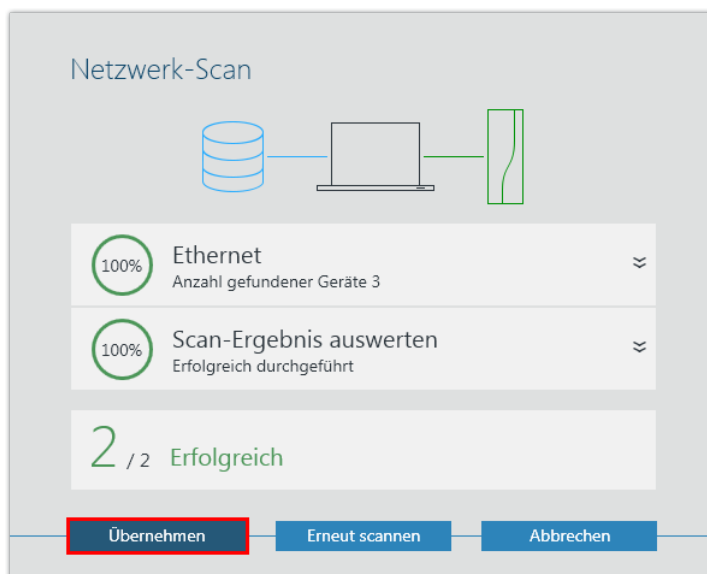 Netzwerk-Scan
100%
Ethernet
Anzahl gefundener Geräte 3
100%
Scan-Ergebnis auswerten
Erfolgreich durchgeführt
2 / 2 Erfolgreich
Übernehmen Erneut scannen Abbrechen